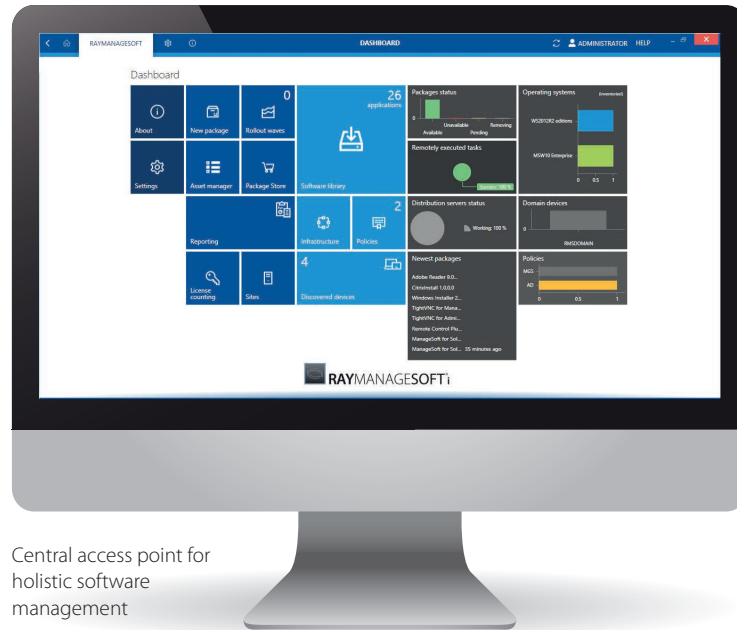 RAYMANAGESOFT
DASHBOARD
ADMINISTRATOR HELP
Dashboard
About
New package
0
Rollout waves
26
applications
Software library
Packages status
0
Unavailable Removing
Available Pending
Operating systems (inventoried)
WS2012R2 editions
MSW10 Enterprise
0 0.5 1
Settings
Asset manager
Package Store
Remotely executed tasks
Success: 100 %
Reporting
Infrastructure
2
Policies
Distribution servers status
Working: 100 %
Domain devices
0
RMSDOMAIN
License
counting
Sites
4
Discovered devices
Newest packages
Adobe Reader 9.0...
CitrixInstall 1.0.0.0
Windows Installer 2...
TightVNC for Mana...
TightVNC for Admi...
Remote Control Plu...
ManageSoft for Sol...
ManageSoft for Sol... 35 minutes ago
Policies
MGS
AD
0 0.5 1
RAYMANAGESOFT
Central access point for
holistic software
management